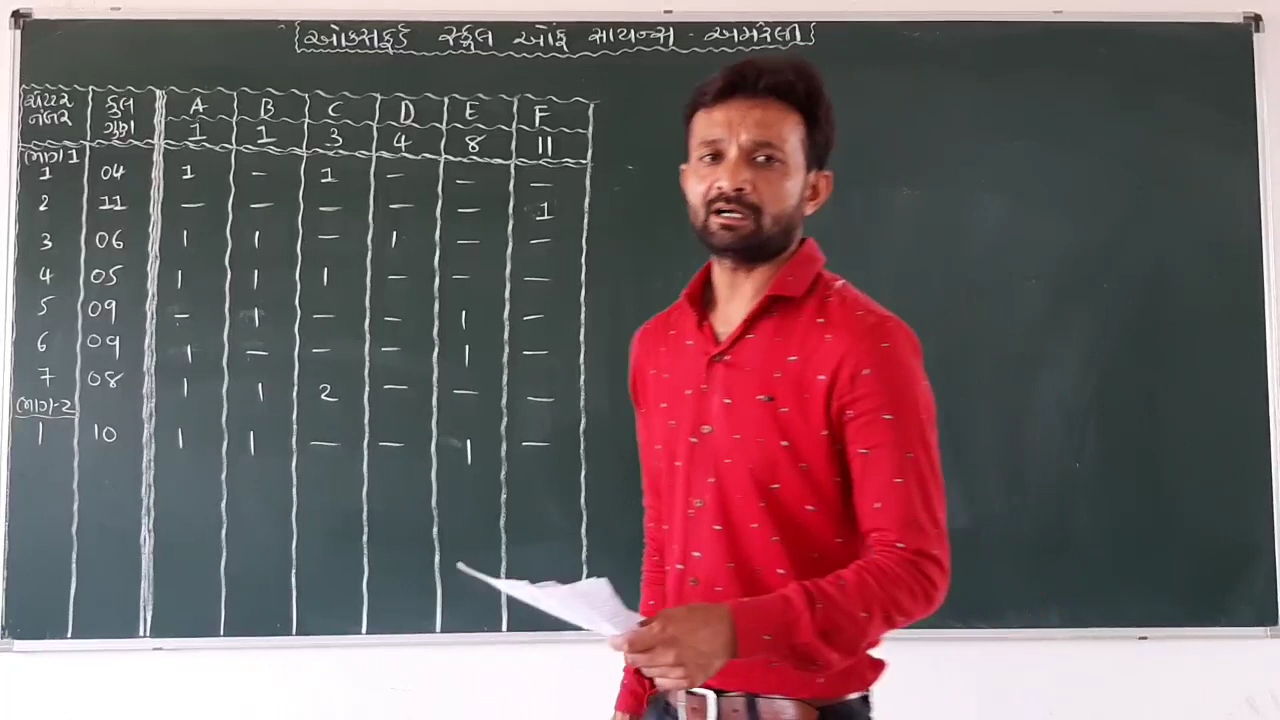 {ઓક્સફર્ડ સ્કૂલ ઓફ સાયન્સ - અમરેલી}
ચેપ્ટર નંબર કુલ ગુણ A B C D E F
1 1 3 4 8 11
ભાગ 1
1 04 1 – 1 – – –
2 11 – – – – – 1
3 06 1 1 – 1 – –
4 05 1 1 1 – – –
5 09 – 1 – – 1 –
6 09 1 – – – 1 –
7 08 1 1 2 – – –
ભાગ-2
1 10 1 1 – – 1 –